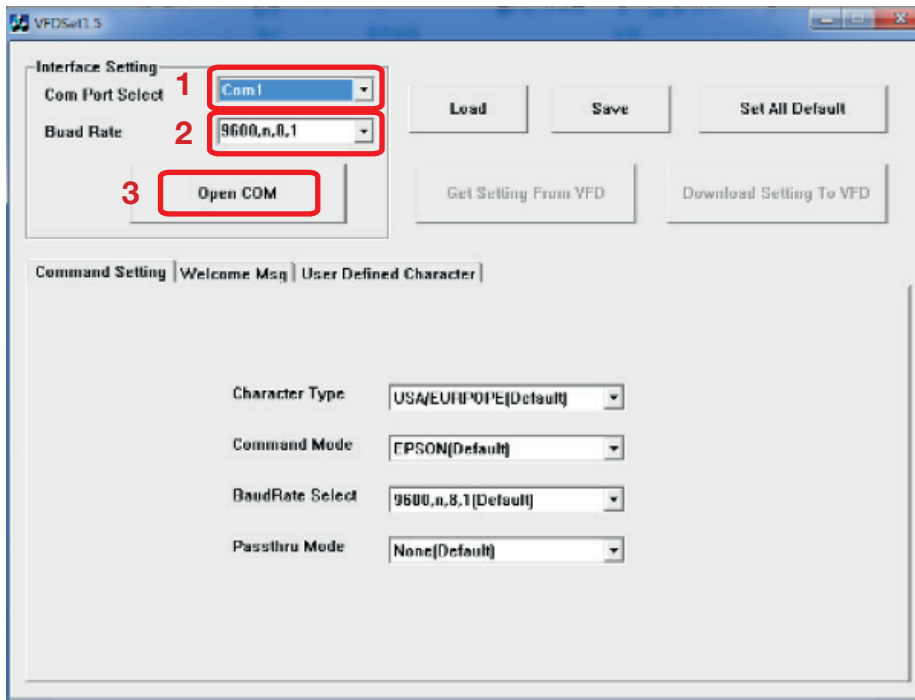 VFDSet1.5
Interface Setting
Com Port Select 1 Com1
Buad Rate 2 9600,n,8,1
3 Open COM
Load Save Set All Default
Get Setting From VFD Download Setting To VFD
Command Setting Welcome Msg User Defined Character
Character Type USA/EURPOPE(Default)
Command Mode EPSON(Default)
BaudRate Select 9600,n,8,1(Default)
Passthru Mode None(Default)